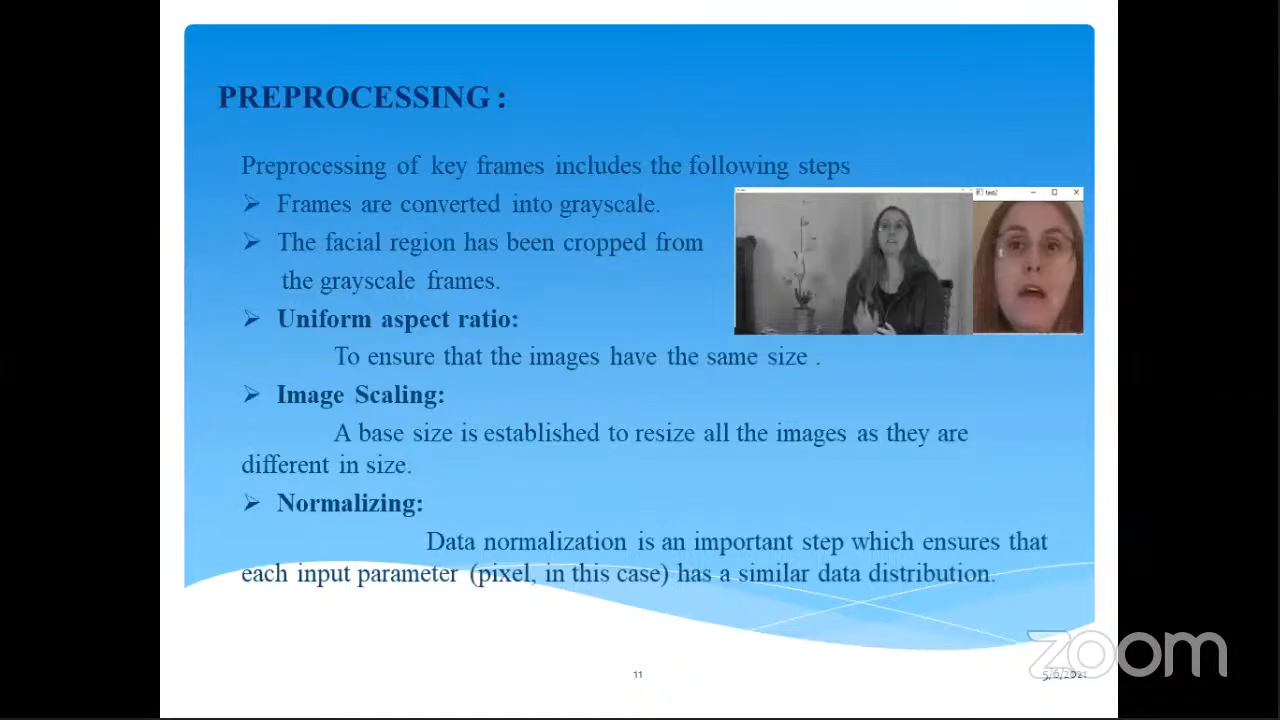 PREPROCESSING :
Preprocessing of key frames includes the following steps
➢ Frames are converted into grayscale.
➢ The facial region has been cropped from
the grayscale frames.
➢ Uniform aspect ratio:
To ensure that the images have the same size .
➢ Image Scaling:
A base size is established to resize all the images as they are
different in size.
➢ Normalizing:
Data normalization is an important step which ensures that
each input parameter (pixel, in this case) has a similar data distribution.
test2
11
5/6/2021
zoom